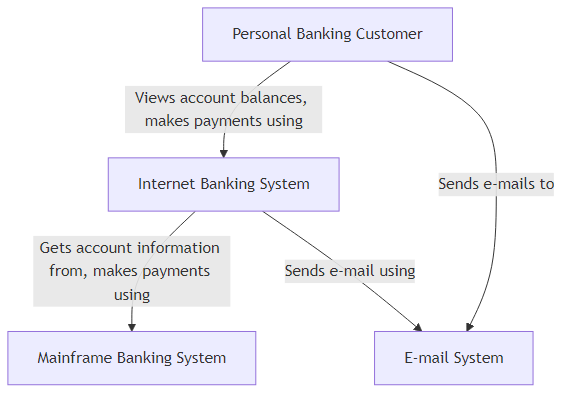 Personal Banking Customer
Views account balances,
makes payments using
Internet Banking System
Sends e-mails to
Gets account information
from, makes payments
using
Sends e-mail using
Mainframe Banking System
E-mail System